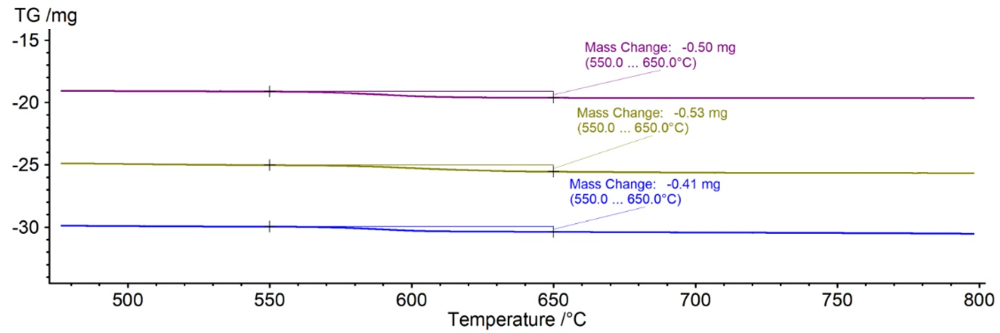 TG /mg
-15
Mass Change: -0.50 mg
(550.0 ... 650.0°C)
-20
Mass Change: -0.53 mg
(550.0 ... 650.0°C)
-25
Mass Change: -0.41 mg
(550.0 ... 650.0°C)
-30
500 550 600 650 700 750 800
Temperature /°C